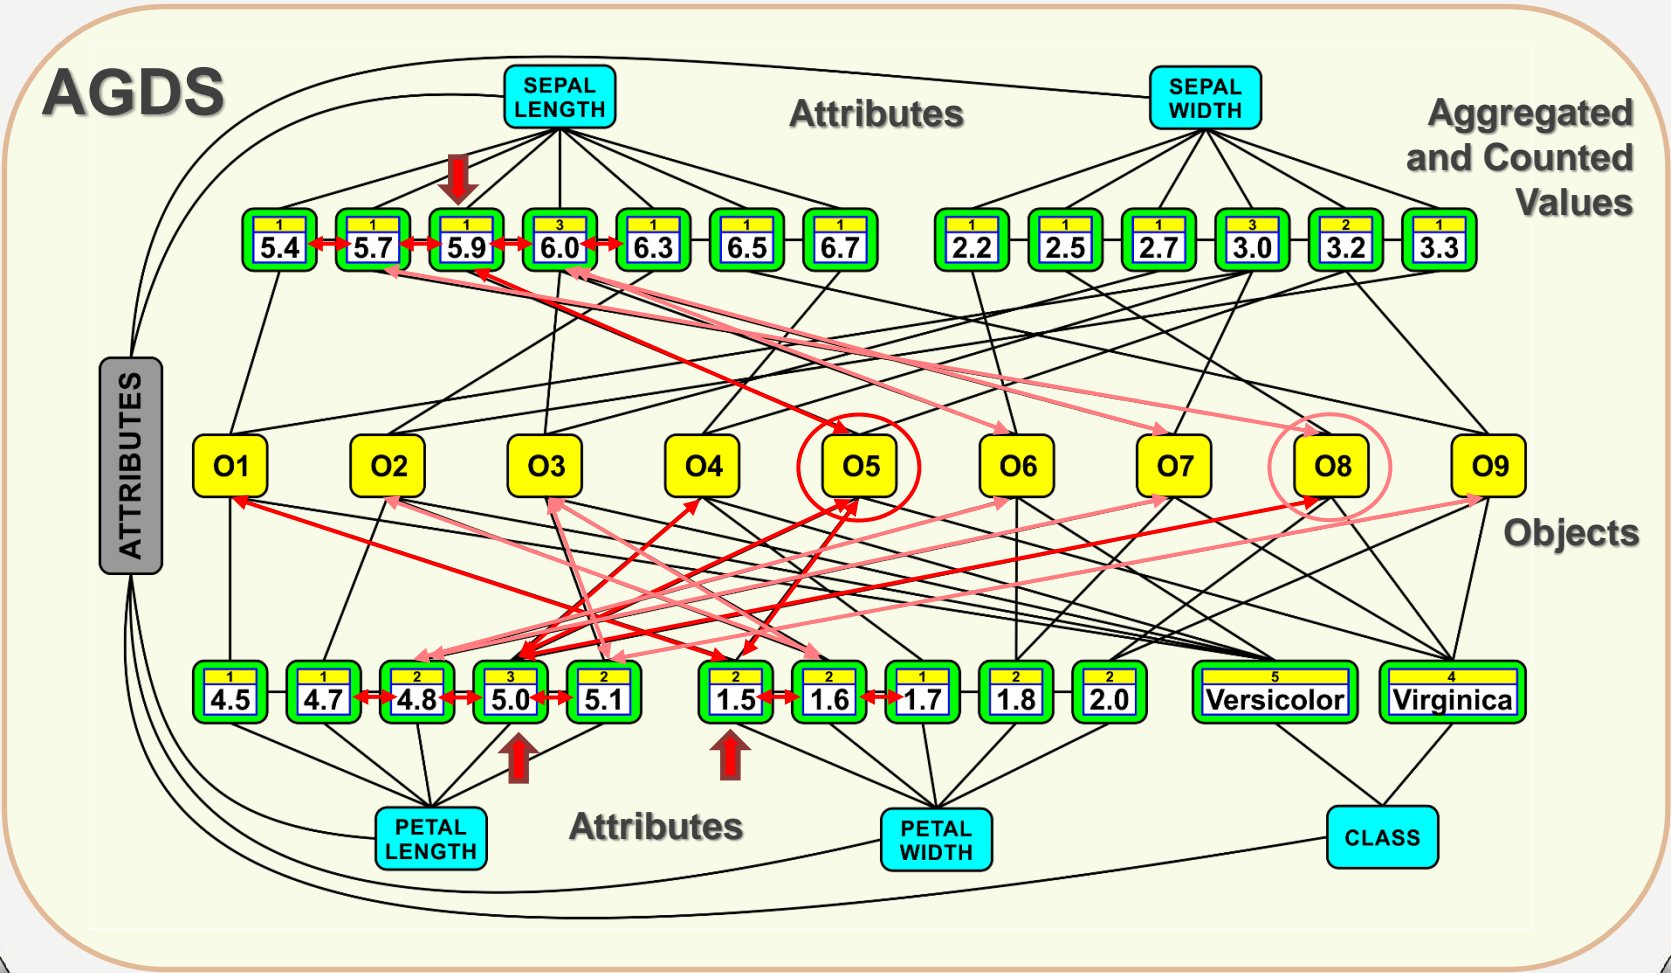 AGDS
SEPAL
LENGTH
Attributes
SEPAL
WIDTH
Aggregated
and Counted
Values
1 1 1 3 1 1 1
5.4 5.7 5.9 6.0 6.3 6.5 6.7
1 1 1 3 2 1
2.2 2.5 2.7 3.0 3.2 3.3
ATTRIBUTES
O1 O2 O3 O4 O5 O6 O7 O8 O9
Objects
1 1 2 3 2
4.5 4.7 4.8 5.0 5.1
2 2 1 2 2
1.5 1.6 1.7 1.8 2.0
5 4
Versicolor Virginica
PETAL
LENGTH
Attributes
PETAL
WIDTH
CLASS